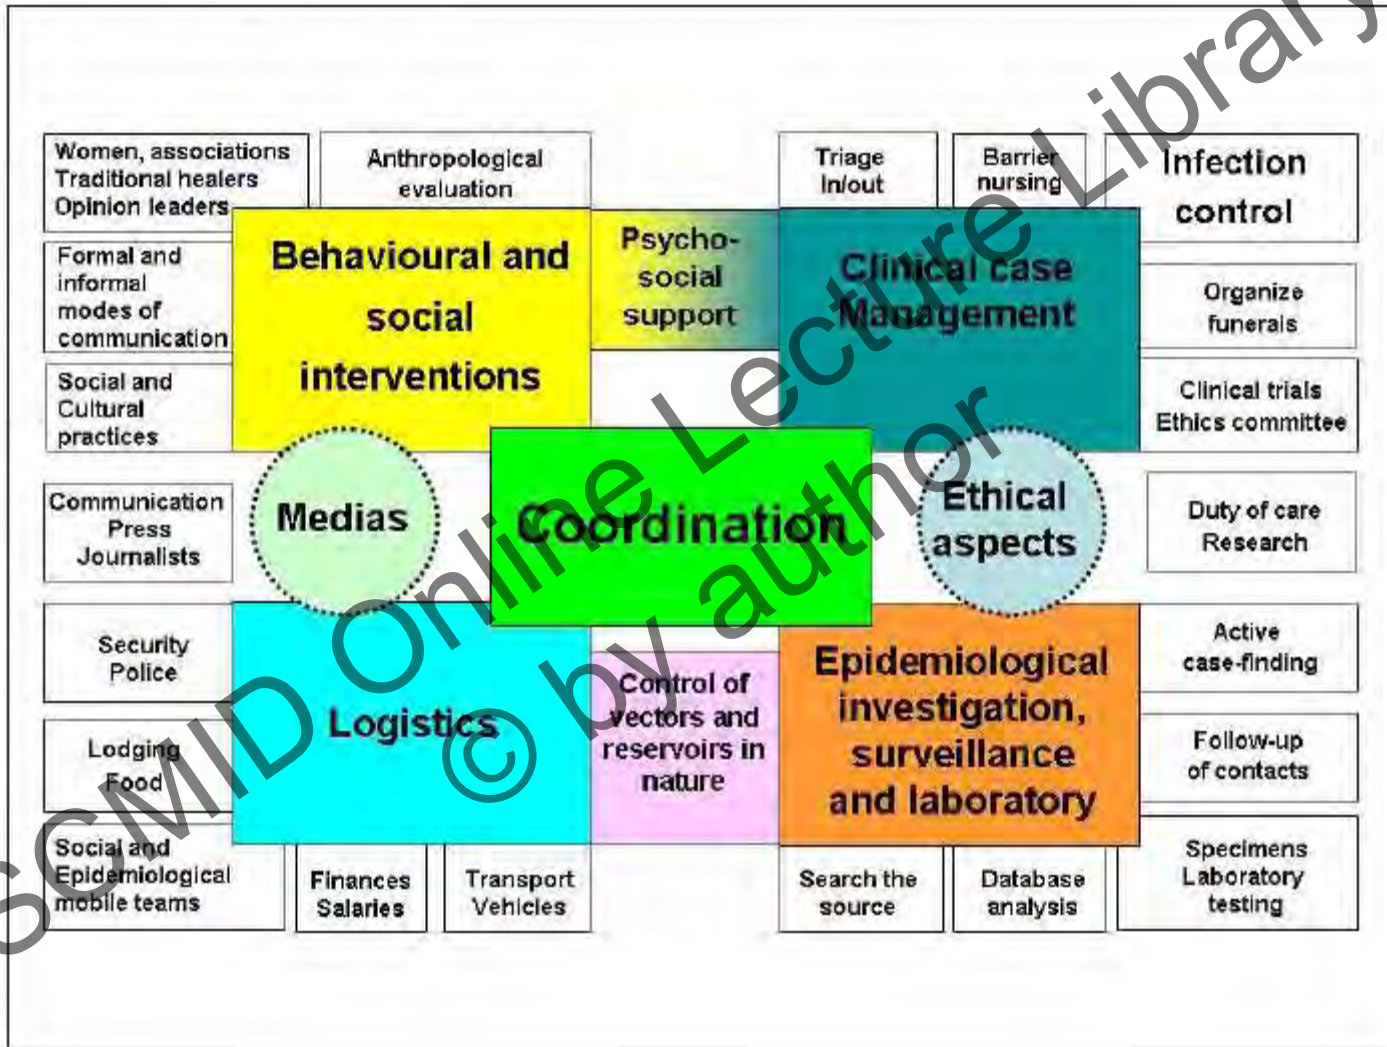 Women, associations
Traditional healers
Opinion leaders
Anthropological
evaluation
Triage
In/out
Barrier
nursing
Infection
control
Formal and
informal
modes of
communication
Behavioural and
social
interventions
Psycho-
social
support
Clinical case
Management
Organize
funerals
Social and
Cultural
practices
Clinical trials
Ethics committee
Communication
Press
Journalists
Medias
Coordination
Ethical
aspects
Duty of care
Research
Security
Police
Logistics
Control of
vectors and
reservoirs in
nature
Epidemiological
investigation,
surveillance
and laboratory
Active
case-finding
Lodging
Food
Follow-up
of contacts
Social and
Epidemiological
mobile teams
Finances
Salaries
Transport
Vehicles
Search the
source
Database
analysis
Specimens
Laboratory
testing
SCMID Online Lecture Library
© by author